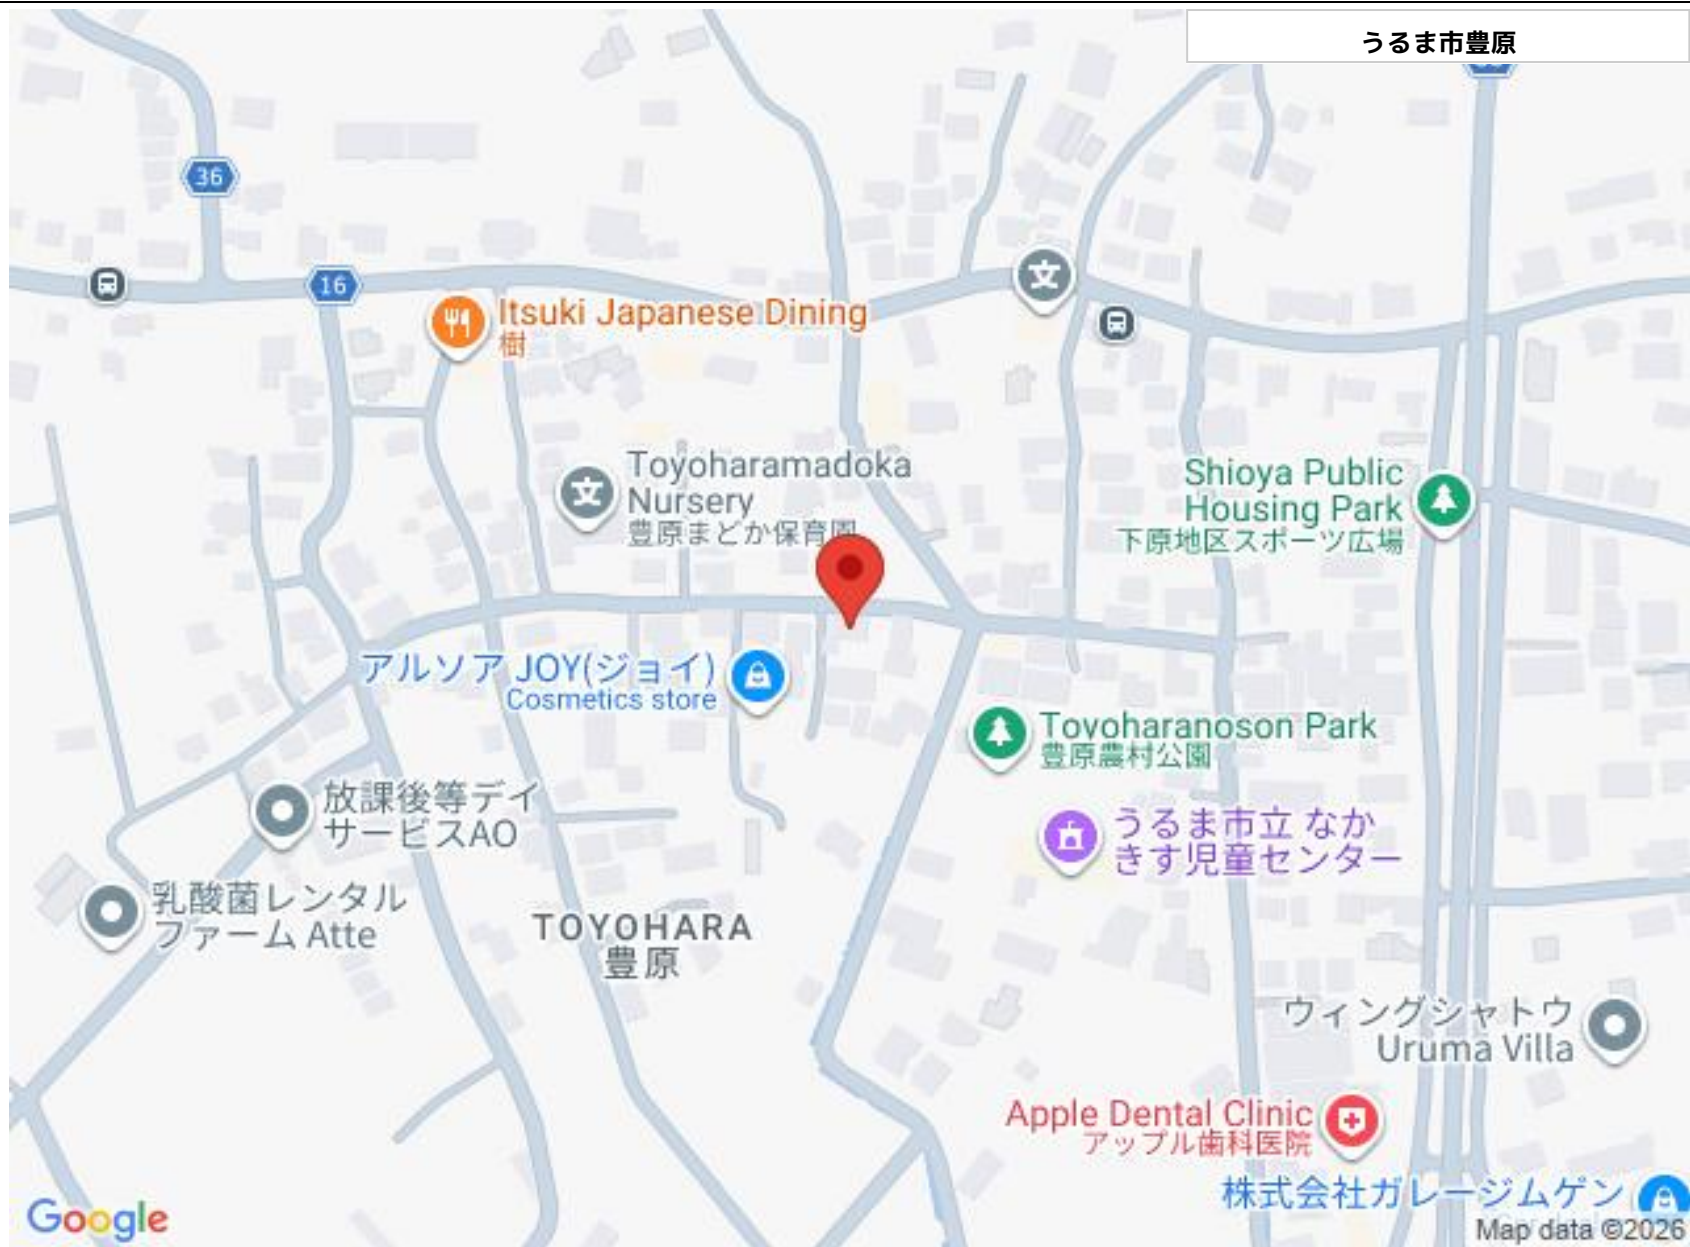 うるま市豊原
36
16
Itsuki Japanese Dining
樹
Toyoharamadoka
Nursery
豊原まどか保育園
Shioya Public
Housing Park
下原地区スポーツ広場
アルソア JOY(ジョイ)
Cosmetics store
Toyoharanoson Park
豊原農村公園
放課後等デイ
サービスAO
うるま市立 なか
きす児童センター
乳酸菌レンタル
ファーム Atte
TOYOHARA
豊原
ウィングシャトウ
Uruma Villa
Apple Dental Clinic
アップル歯科医院
株式会社ガレージムゲン
Google
Map data ©2026
文
文